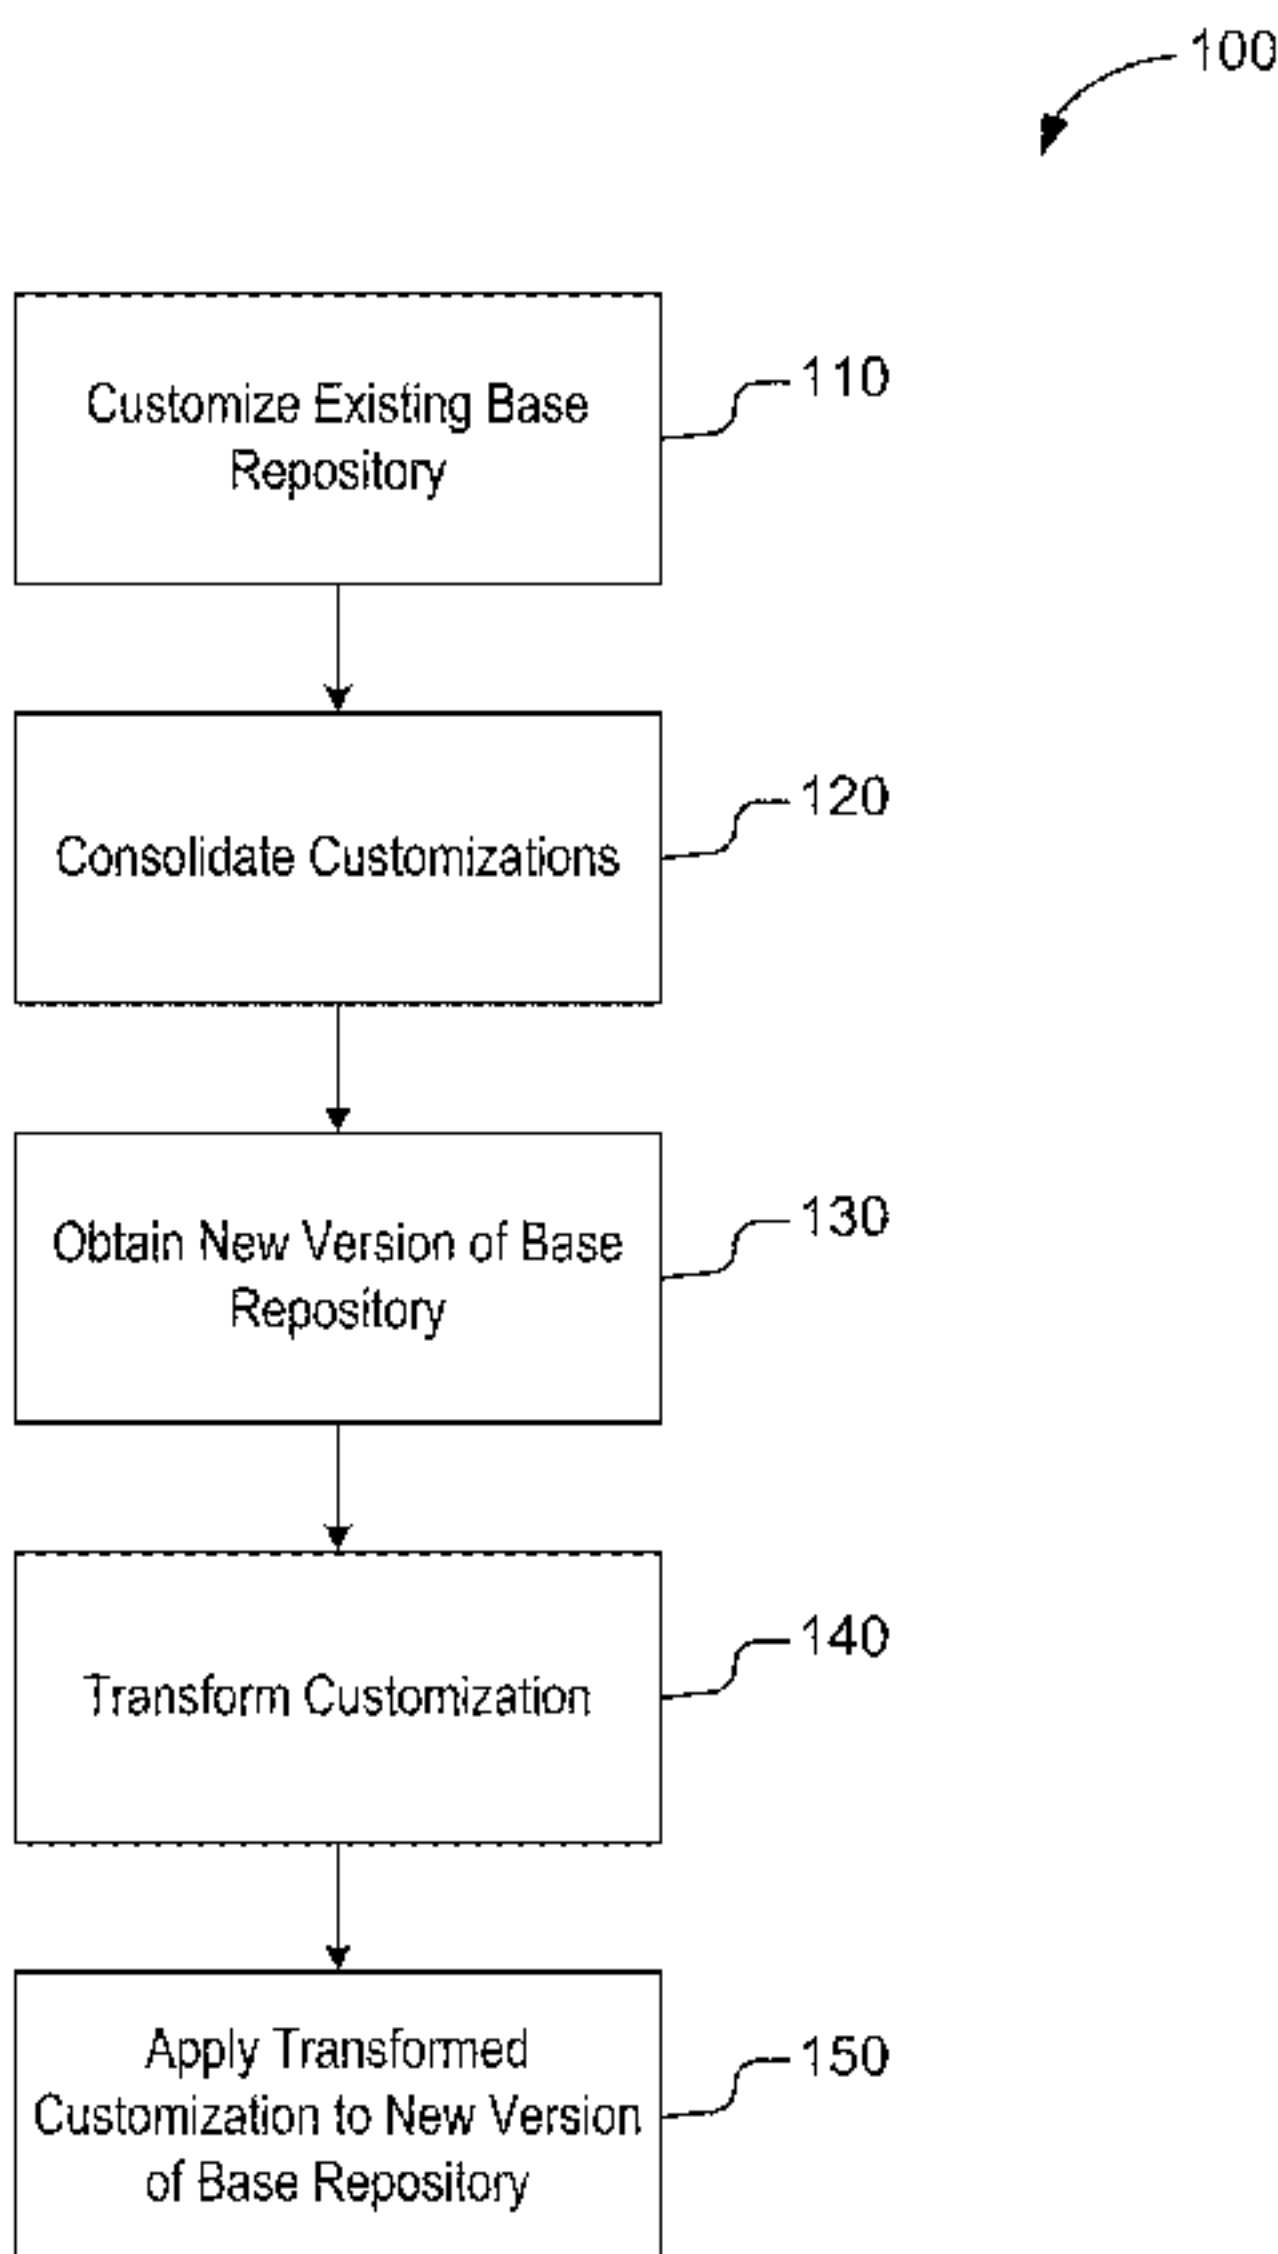 100
Customize Existing Base
Repository
110
Consolidate Customizations
120
Obtain New Version of Base
Repository
130
Transform Customization
140
Apply Transformed
Customization to New Version
of Base Repository
150